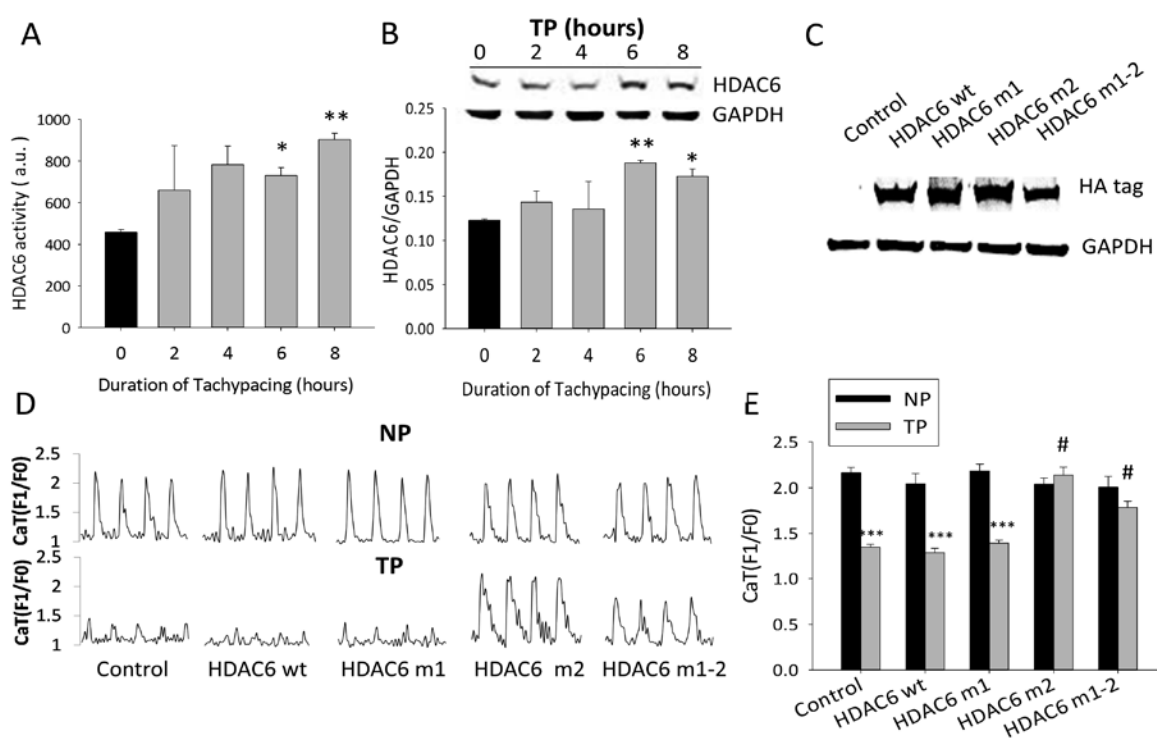 A
1000
800
600
400
200
0
HDAC6 activity ( a.u. )
*
**
0 2 4 6 8
Duration of Tachypacing (hours)
B
TP (hours)
0 2 4 6 8
HDAC6
GAPDH
0.25
0.20
0.15
0.10
0.05
0.00
HDAC6/GAPDH
**
*
0 2 4 6 8
Duration of Tachypacing (hours)
C
Control
HDAC6 wt
HDAC6 m1
HDAC6 m2
HDAC6 m1-2
HA tag
GAPDH
D
NP
CaT(F1/F0)
2.5
2
1.5
1
TP
CaT(F1/F0)
2.5
2
1.5
1
Control HDAC6 wt HDAC6 m1 HDAC6 m2 HDAC6 m1-2
E
NP
TP
2.5
2.0
1.5
1.0
0.5
0.0
CaT(F1/F0)
***
***
***
#
#
Control
HDAC6 wt
HDAC6 m1
HDAC6 m2
HDAC6 m1-2